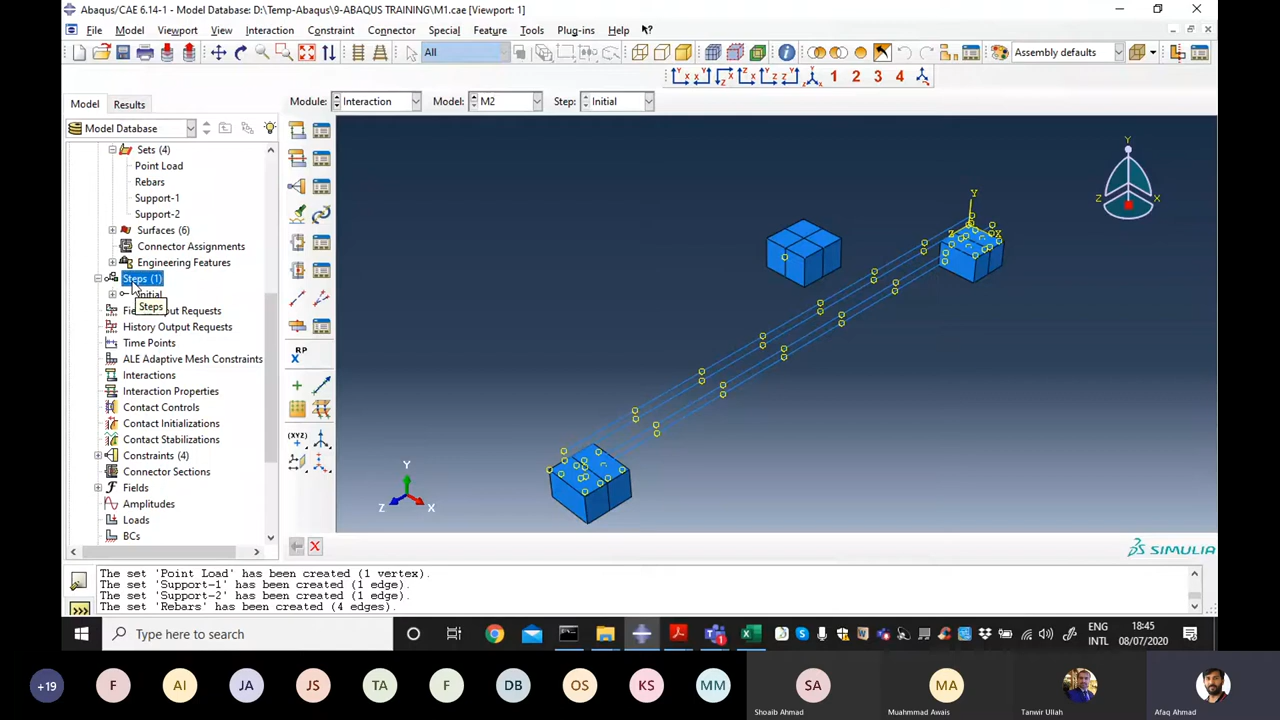 Abaqus/CAE 6.14-1 - Model Database: D:\Temp-Abaqus\9-ABAQUS TRAINING\M1.cae [Viewport: 1]
File Model Viewport View Interaction Constraint Connector Special Feature Tools Plug-ins Help
All
Assembly defaults
1 2 3 4
Model Results
Module: Interaction Model: M2 Step: Initial
Model Database
Sets (4)
Point Load
Rebars
Support-1
Support-2
Surfaces (6)
Connector Assignments
Engineering Features
Steps (1)
Initial
Steps
History Output Requests
Time Points
ALE Adaptive Mesh Constraints
Interactions
Interaction Properties
Contact Controls
Contact Initializations
Contact Stabilizations
Constraints (4)
Connector Sections
Fields
Amplitudes
Loads
BCs
RP
(XYZ)
Y
Z
X
Y
Z
X
Y
Z
X
SIMULIA
The set 'Point Load' has been created (1 vertex).
The set 'Support-1' has been created (1 edge).
The set 'Support-2' has been created (1 edge).
The set 'Rebars' has been created (4 edges).
>>>
Type here to search
ENG
INTL
18:45
08/07/2020
+19 F AI JA JS TA F DB OS KS MM SA MA
Shoaib Ahmad
Muahmmad Awais
Tanwir Ullah
Afaq Ahmad